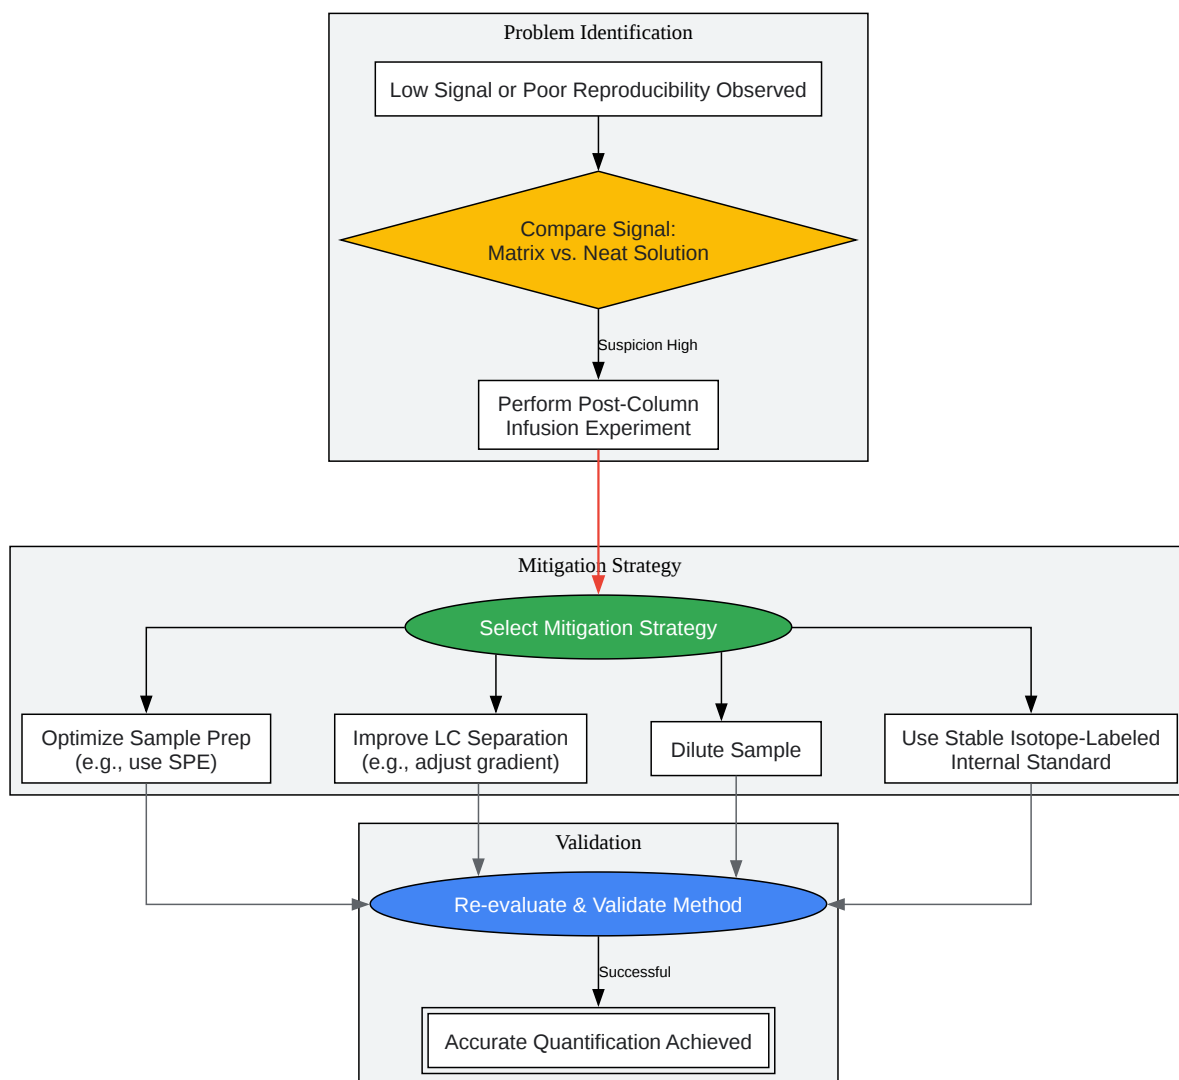 Problem Identification
Low Signal or Poor Reproducibility Observed
Compare Signal:
Matrix vs. Neat Solution
Suspicion High
Perform Post-Column
Infusion Experiment
Mitigation Strategy
Select Mitigation Strategy
Optimize Sample Prep
(e.g., use SPE)
Improve LC Separation
(e.g., adjust gradient)
Dilute Sample
Use Stable Isotope-Labeled
Internal Standard
Validation
Re-evaluate & Validate Method
Successful
Accurate Quantification Achieved